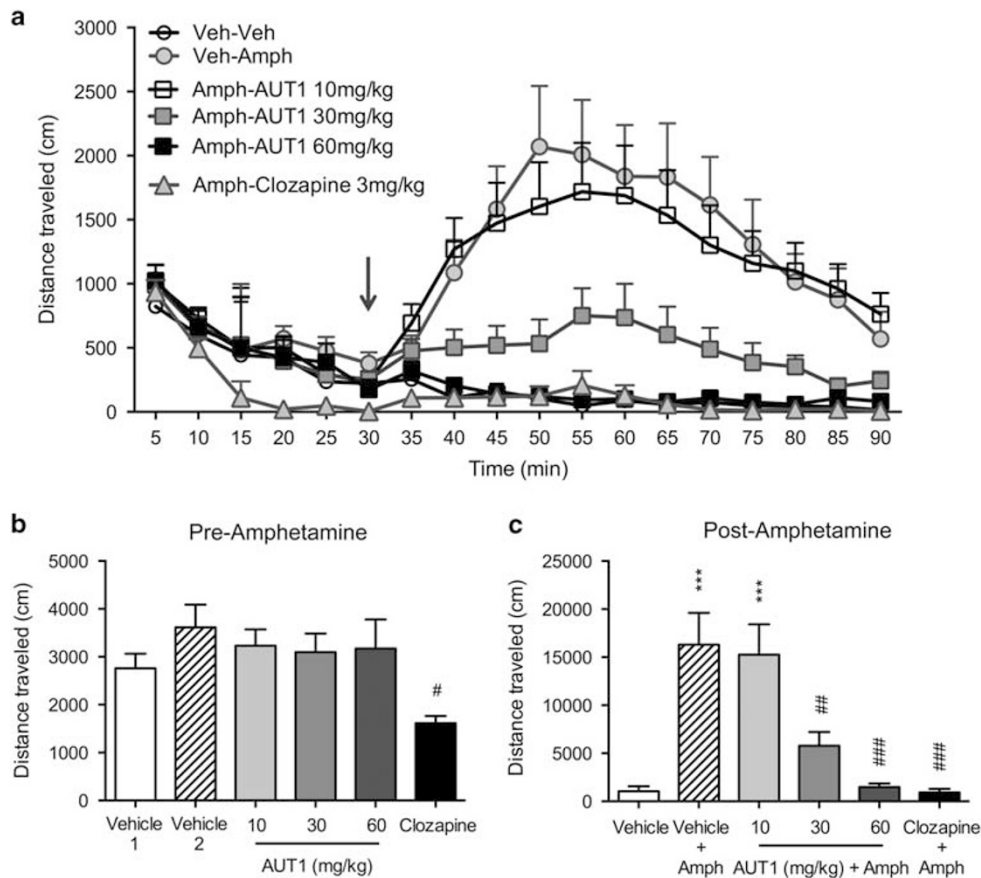 a
3000
2500
2000
1500
1000
500
0
Distance traveled (cm)
Veh-Veh
Veh-Amph
Amph-AUT1 10mg/kg
Amph-AUT1 30mg/kg
Amph-AUT1 60mg/kg
Amph-Clozapine 3mg/kg
5 10 15 20 25 30 35 40 45 50 55 60 65 70 75 80 85 90
Time (min)
b
Pre-Amphetamine
5000
4000
3000
2000
1000
0
Distance traveled (cm)
#
Vehicle 1
Vehicle 2
10 30 60
Clozapine
AUT1 (mg/kg)
c
Post-Amphetamine
25000
20000
15000
10000
5000
0
Distance traveled (cm)
***
***
##
###
###
Vehicle
Vehicle + Amph
10 30 60
AUT1 (mg/kg) + Amph
Clozapine + Amph